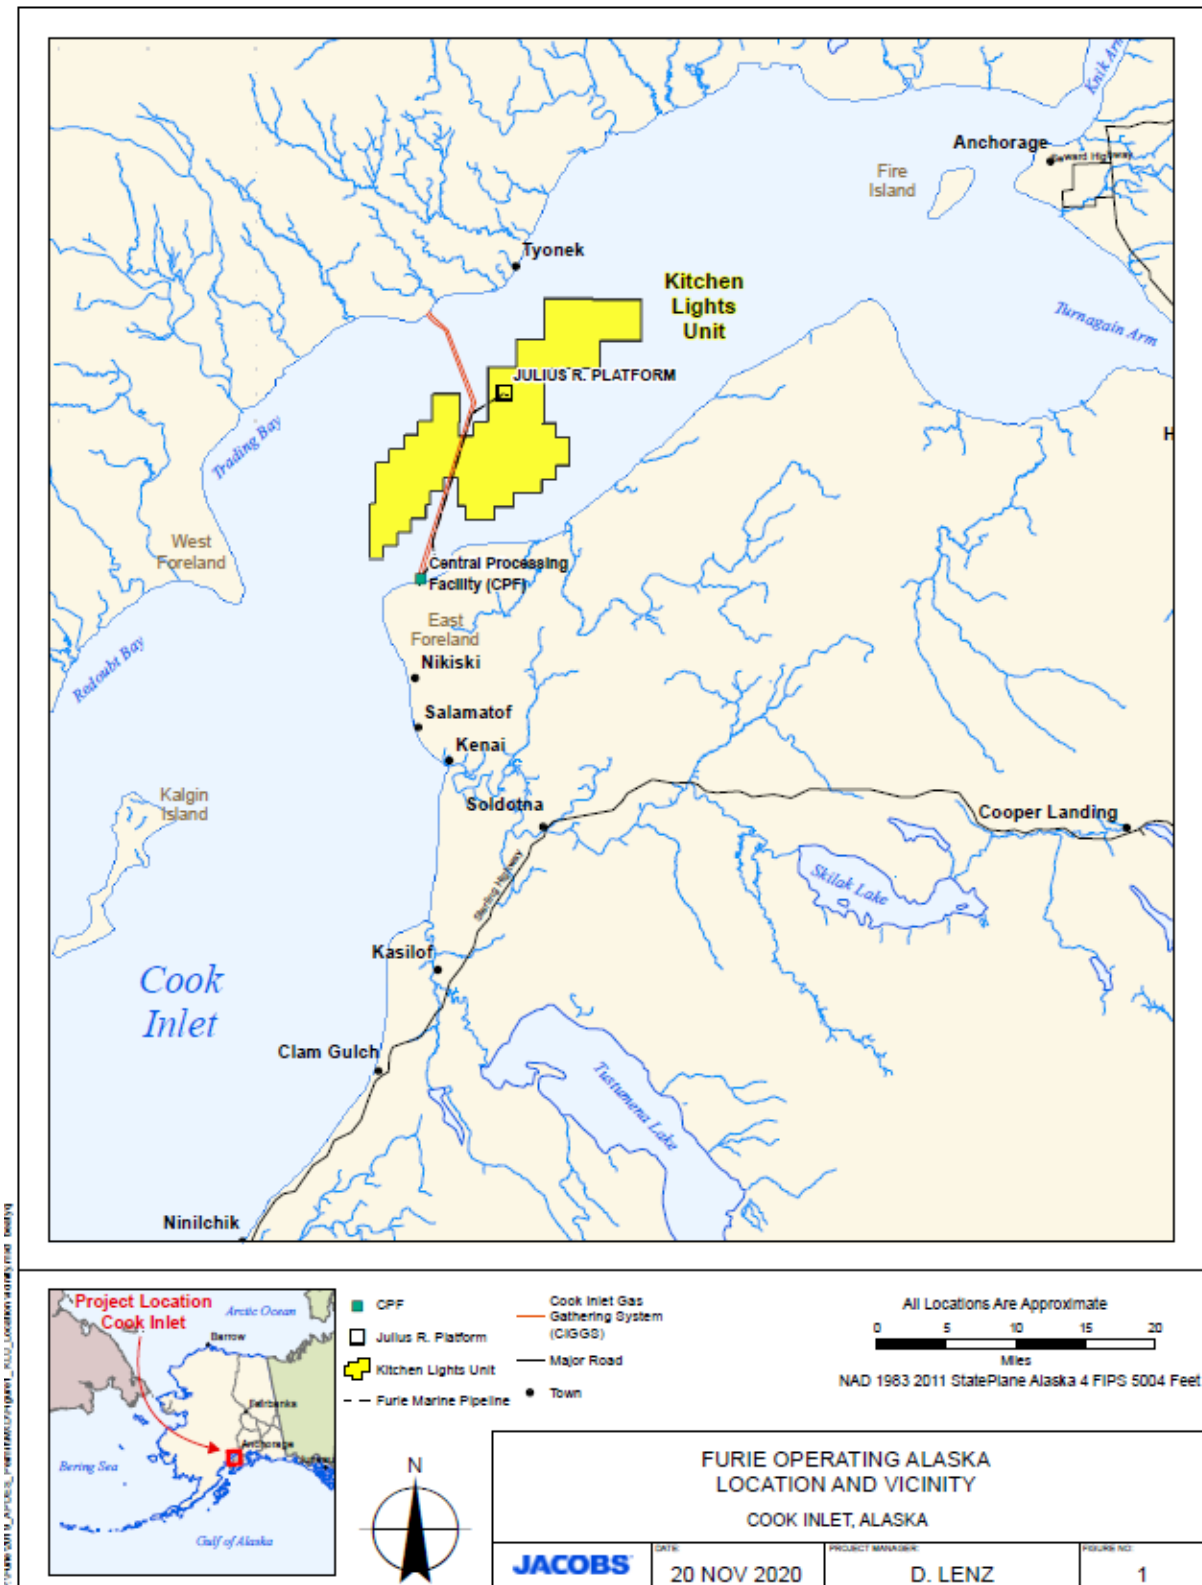 Knik Arm
Anchorage
Seward Highway
Fire
Island
Tyonek
Kitchen
Lights
Unit
Turnagain Arm
JULIUS R. PLATFORM
H
Trading Bay
West
Foreland
Central Processing
Facility (CPF)
East
Foreland
Redoubt Bay
Nikiski
Salamatof
Kenai
Kalgin
Island
Soldotna
Cooper Landing
Sterling Highway
Skilak Lake
Kasilof
Cook
Inlet
Clam Gulch
Tustumena Lake
Ninilchik
Project Location
Cook Inlet
Arctic Ocean
Barrow
Fairbanks
Anchorage
Bering Sea
Gulf of Alaska
CPF
Julius R. Platform
Kitchen Lights Unit
Furie Marine Pipeline
Cook Inlet Gas
Gathering System
(CIGGS)
Major Road
Town
All Locations Are Approximate
0 5 10 15 20
Miles
NAD 1983 2011 StatePlane Alaska 4 FIPS 5004 Feet
N
FURIE OPERATING ALASKA
LOCATION AND VICINITY
COOK INLET, ALASKA
JACOBS
DATE:
20 NOV 2020
PROJECT MANAGER:
D. LENZ
FIGURE NO:
1